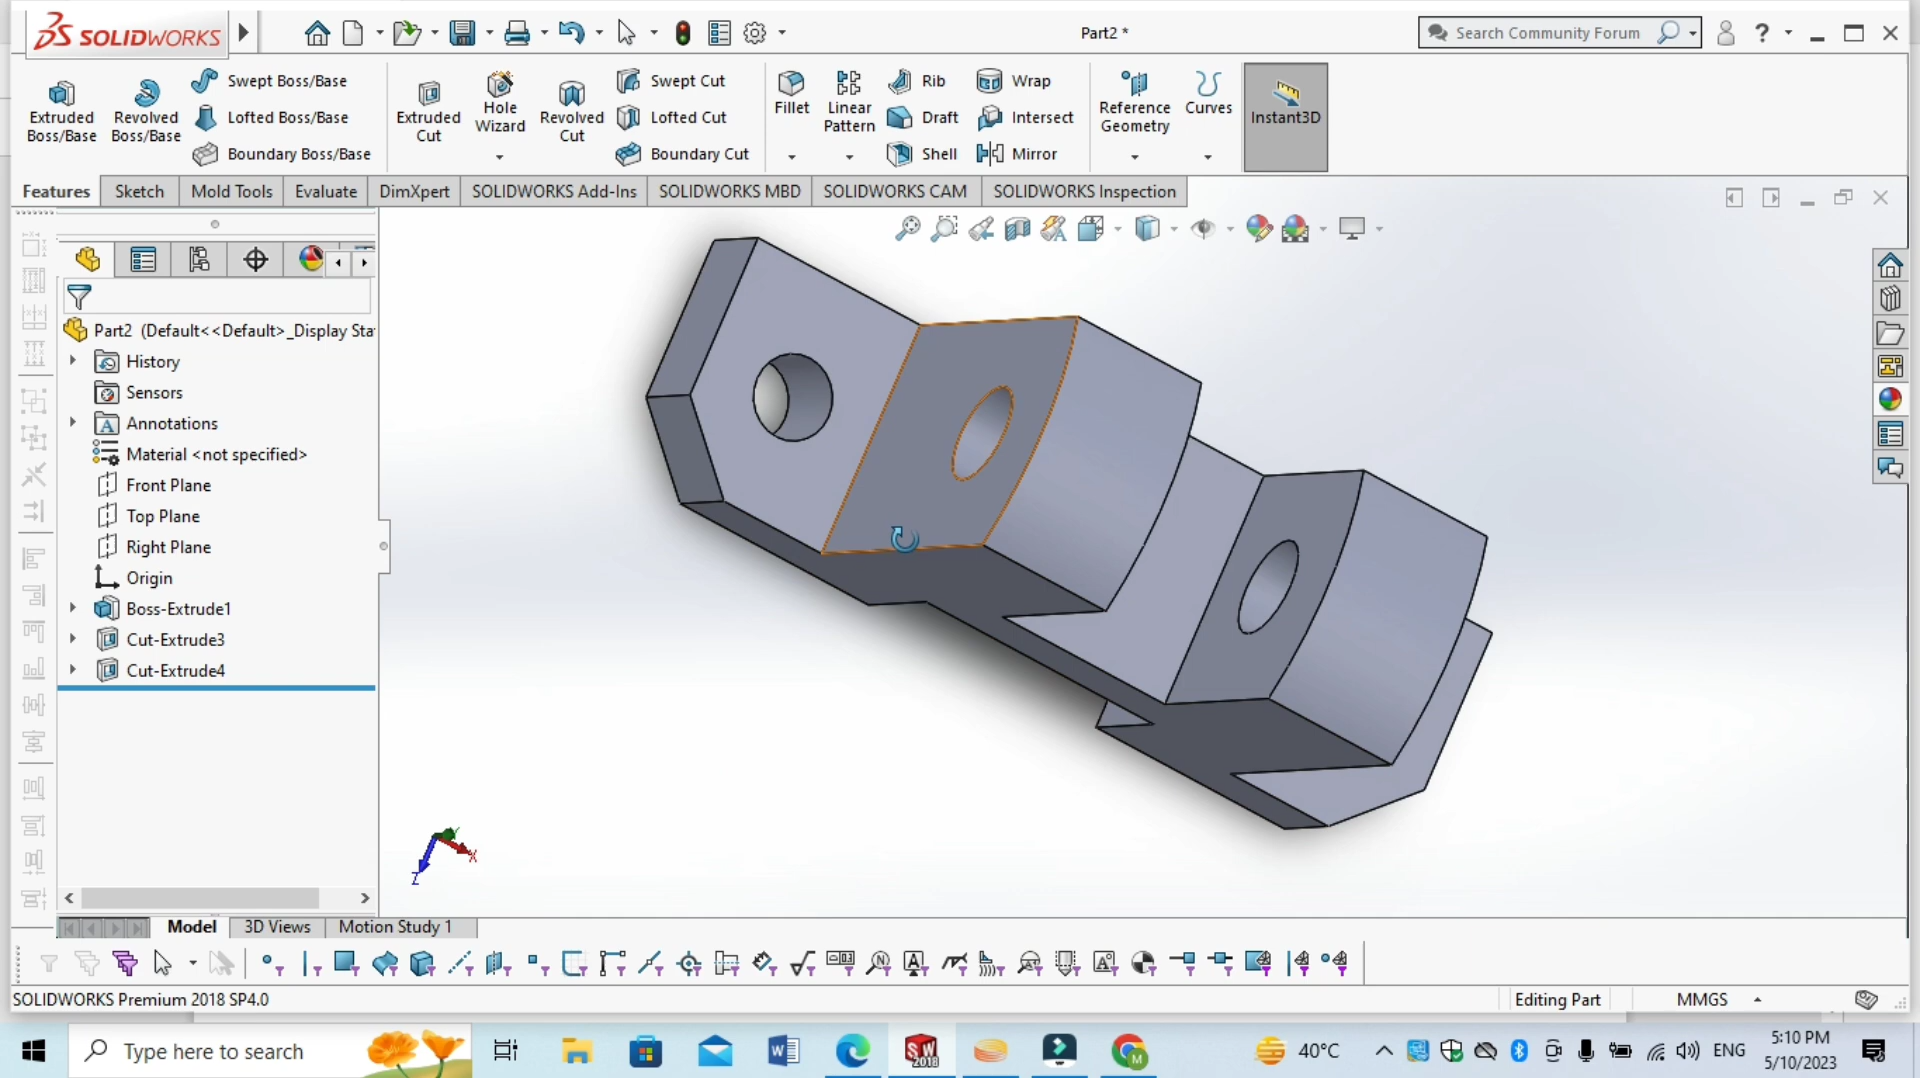 SOLIDWORKS
Part2 *
Search Community Forum
?
Extruded Boss/Base
Revolved Boss/Base
Swept Boss/Base
Lofted Boss/Base
Boundary Boss/Base
Extruded Cut
Hole Wizard
Revolved Cut
Swept Cut
Lofted Cut
Boundary Cut
Fillet
Linear Pattern
Rib
Draft
Shell
Wrap
Intersect
Mirror
Reference Geometry
Curves
Instant3D
Features
Sketch
Mold Tools
Evaluate
DimXpert
SOLIDWORKS Add-Ins
SOLIDWORKS MBD
SOLIDWORKS CAM
SOLIDWORKS Inspection
Part2 (Default<<Default>_Display Sta
History
Sensors
Annotations
Material <not specified>
Front Plane
Top Plane
Right Plane
Origin
Boss-Extrude1
Cut-Extrude3
Cut-Extrude4
Y
X
Z
Model
3D Views
Motion Study 1
SOLIDWORKS Premium 2018 SP4.0
Editing Part
MMGS
Type here to search
SW
2018
M
40°C
ENG
5:10 PM
5/10/2023